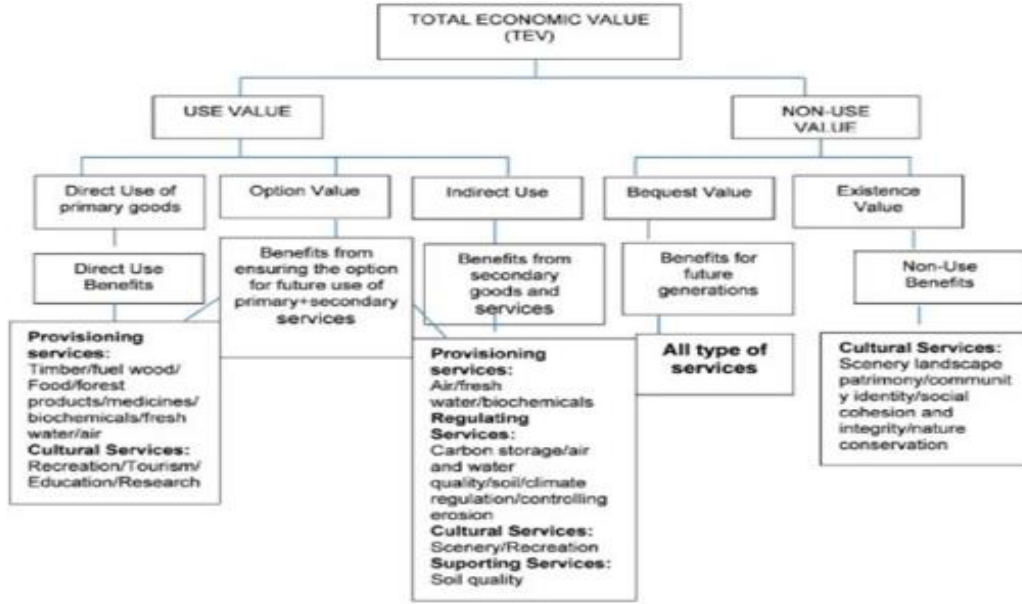 TOTAL ECONOMIC VALUE
(TEV)
USE VALUE
NON-USE
VALUE
Direct Use of
primary goods
Option Value
Indirect Use
Bequest Value
Existence
Value
Direct Use
Benefits
Benefits from
ensuring the option
for future use of
primary+secondary
services
Benefits from
secondary
goods and
services
Benefits for
future
generations
Non-Use
Benefits
Provisioning
services:
Timber/fuel wood/
Food/forest
products/medicines/
biochemicals/fresh
water/air
Cultural Services:
Recreation/Tourism/
Education/Research
Provisioning
services:
Air/fresh
water/biochemicals
Regulating
Services:
Carbon storage/air
and water
quality/soil/climate
regulation/controlling
erosion
Cultural Services:
Scenery/Recreation
Suporting Services:
Soil quality
All type of
services
Cultural Services:
Scenery landscape
patrimony/communit
y identity/social
cohesion and
integrity/nature
conservation